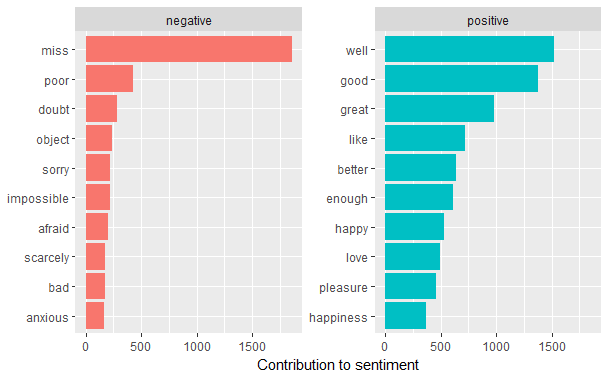 negative
miss
poor
doubt
object
sorry
impossible
afraid
scarcely
bad
anxious
0 500 1000 1500
positive
well
good
great
like
better
enough
happy
love
pleasure
happiness
0 500 1000 1500
Contribution to sentiment